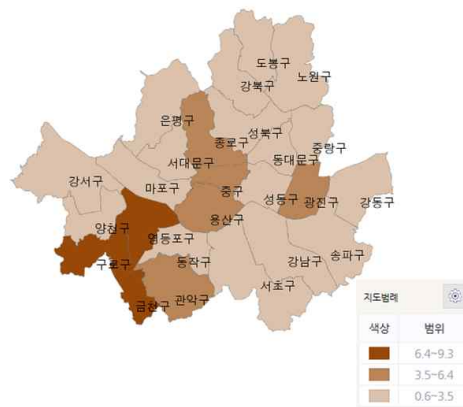 도봉구
노원구
강북구
은평구
성북구
종로구
중랑구
동대문구
서대문구
강서구
마포구
중구
성동구
광진구
강동구
용산구
양천구
영등포구
송파구
구로구
동작구
강남구
서초구
관악구
금천구
지도범례
색상 범위
6.4~9.3
3.5~6.4
0.6~3.5